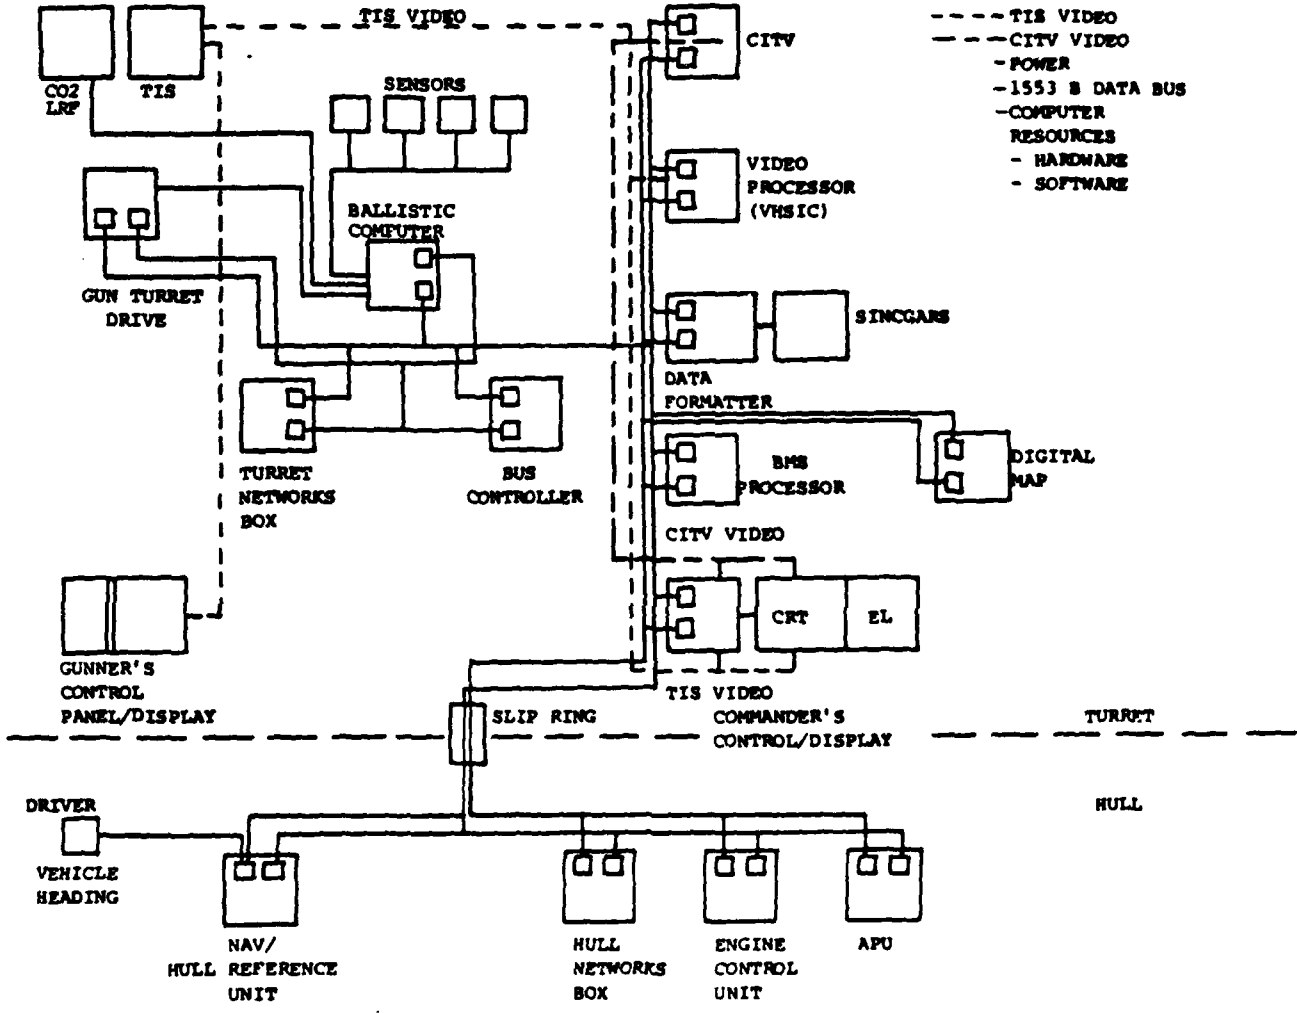 TIS VIDEO
CITV
--- TIS VIDEO
— — CITV VIDEO
- POWER
- 1553 B DATA BUS
- COMPUTER
RESOURCES
- HARDWARE
- SOFTWARE
CO2
LRF
TIS
SENSORS
VIDEO
PROCESSOR
(VHSIC)
BALLISTIC
COMPUTER
GUN TURRET
DRIVE
SINCGARS
DATA
FORMATTER
TURRET
NETWORKS
BOX
BUS
CONTROLLER
BMS
PROCESSOR
DIGITAL
MAP
CITV VIDEO
CRT
EL
GUNNER'S
CONTROL
PANEL/DISPLAY
SLIP RING
TIS VIDEO
COMMANDER'S
CONTROL/DISPLAY
TURRET
HULL
DRIVER
VEHICLE
HEADING
NAV/
HULL REFERENCE
UNIT
HULL
NETWORKS
BOX
ENGINE
CONTROL
UNIT
APU